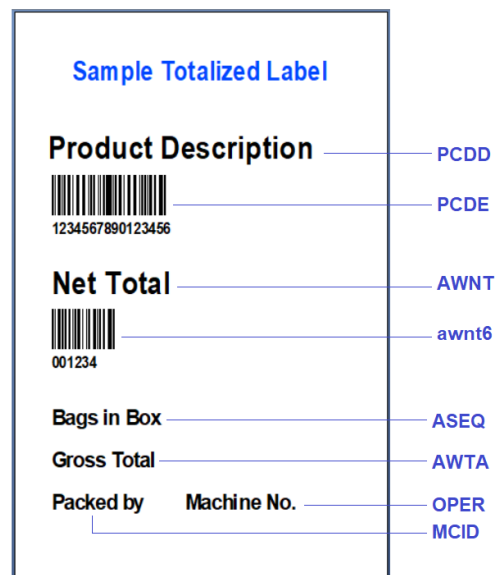 Sample Totalized Label
Product Description PCDD
PCDE
1234567890123456
Net Total AWNT
awnt6
001234
Bags in Box ASEQ
Gross Total AWTA
Packed by Machine No. OPER
MCID